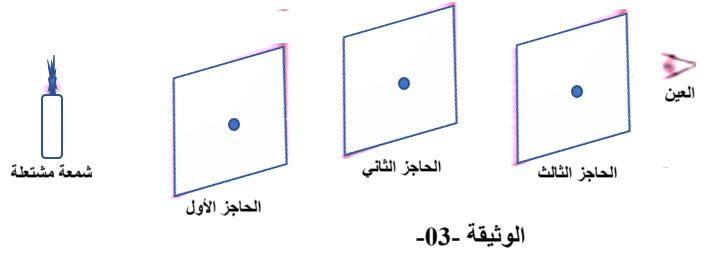 العين
الحاجز الثالث
الحاجز الثاني
شمعة مشتعلة
الحاجز الأول
الوثيقة -03-